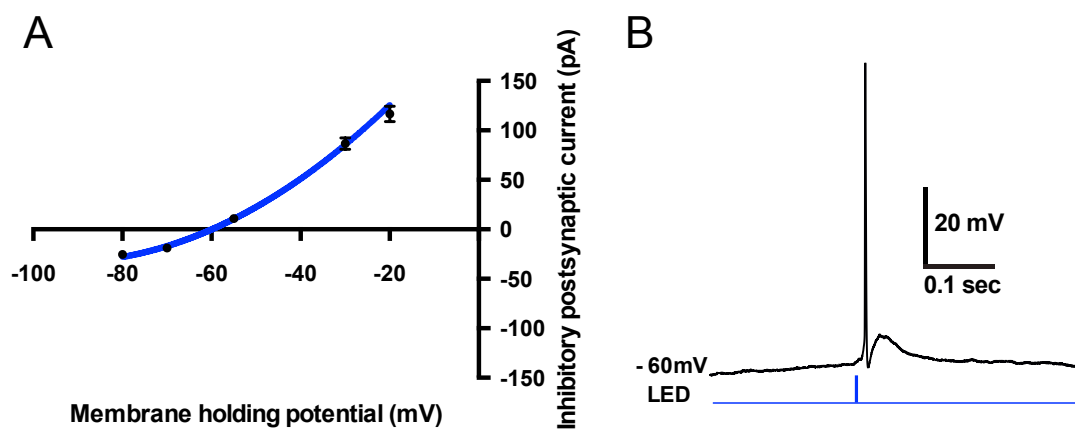 A
Inhibitory postsynaptic current (pA)
150
100
50
0
-50
-100
-150
-100
-80
-60
-40
-20
Membrane holding potential (mV)
B
20 mV
0.1 sec
- 60mV
LED